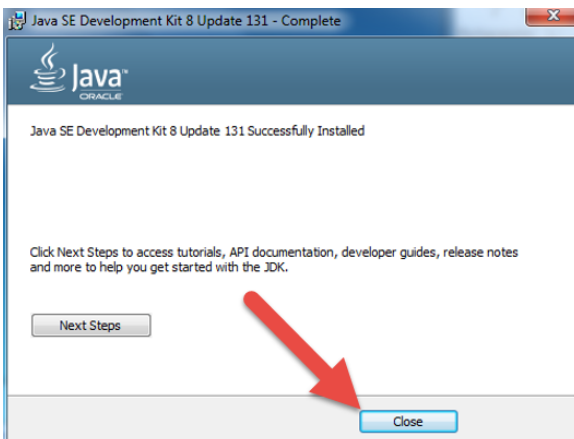 Java SE Development Kit 8 Update 131 - Complete
Java™
ORACLE
Java SE Development Kit 8 Update 131 Successfully Installed
Click Next Steps to access tutorials, API documentation, developer guides, release notes
and more to help you get started with the JDK.
Next Steps
Close